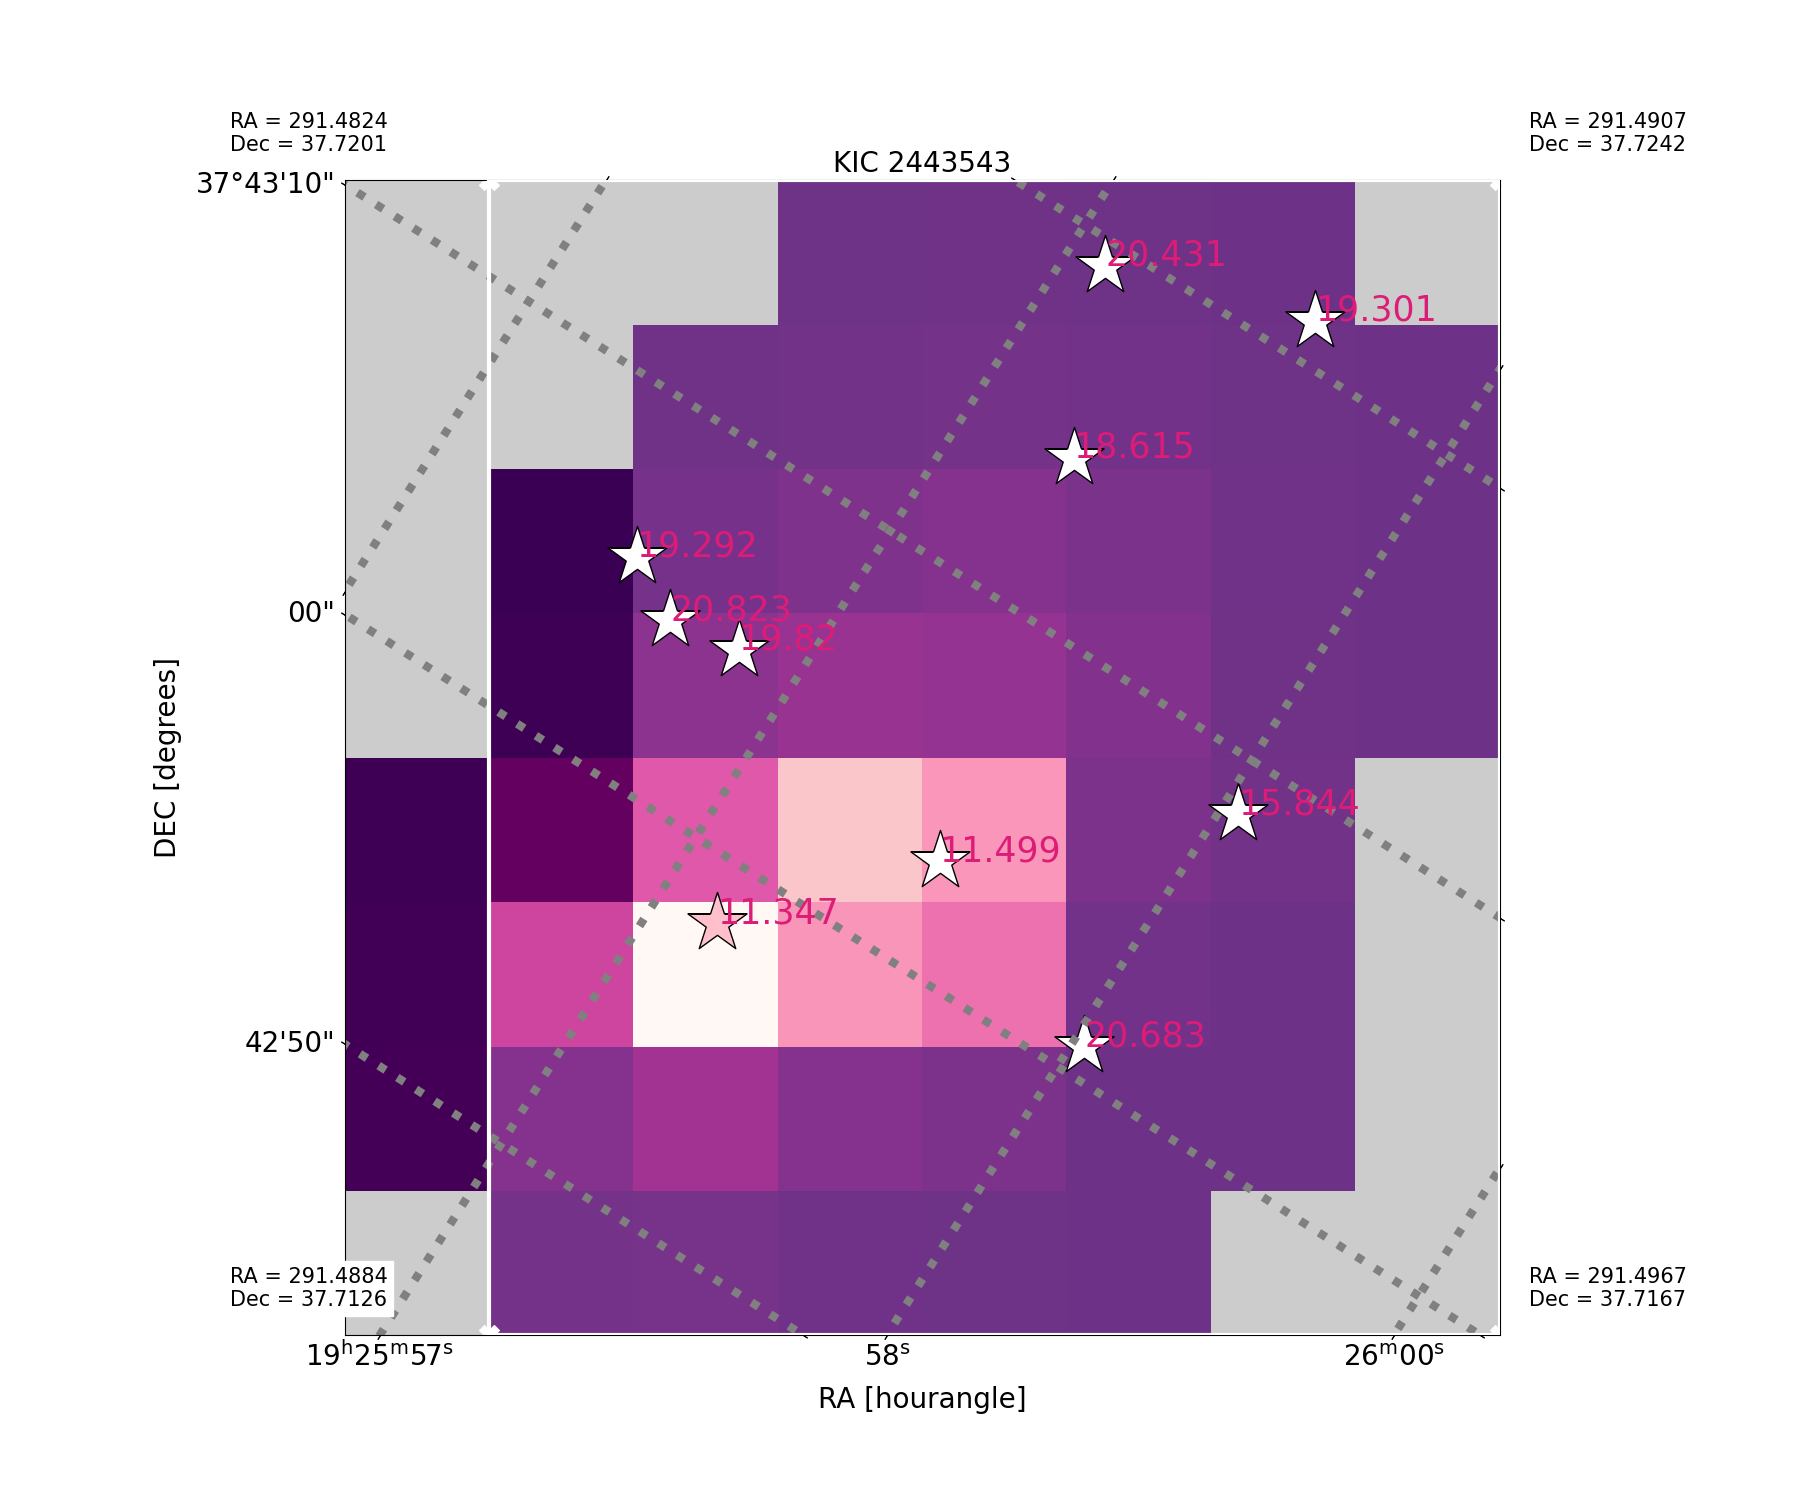 RA = 291.4824
Dec = 37.7201
RA = 291.4907
Dec = 37.7242
KIC 2443543
37°43'10"
20.431
19.301
18.615
19.292
20.823
00"
19.82
15.844
11.499
11.347
DEC [degrees]
20.683
42'50"
RA = 291.4884
Dec = 37.7126
RA = 291.4967
Dec = 37.7167
19ʰ25ᵐ57ˢ
58ˢ
26ᵐ00ˢ
RA [hourangle]